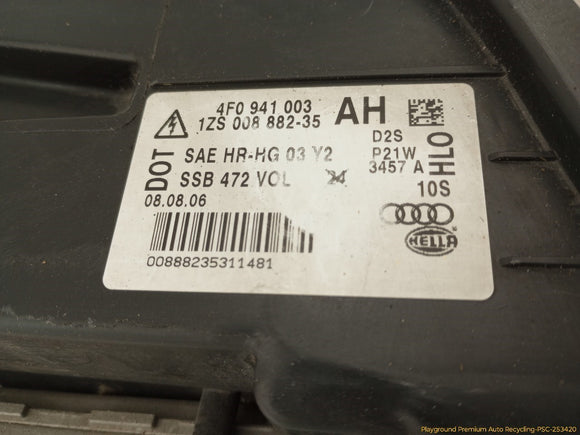 4F0 941 003
1ZS 008 882-35
AH
DOT
SAE HR-HG 03 Y2
SSB 472 VOL
24
08.08.06
D2S
P21W
3457 A
10S
HLO
HELLA
00888235311481
Playground Premium Auto Recycling-PSC-253420